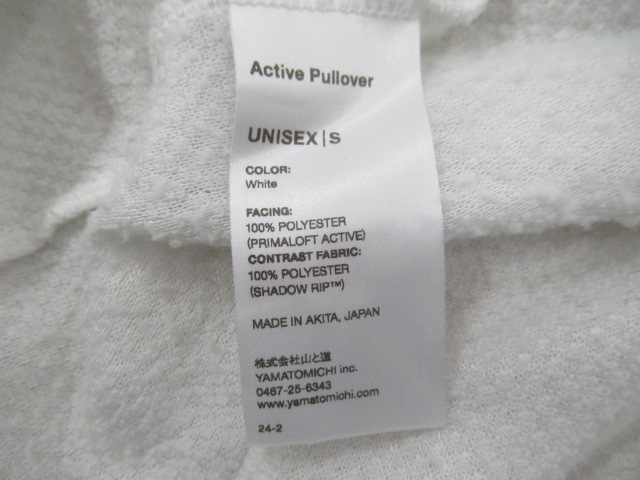 Active Pullover
UNISEX|S
COLOR:
White
FACING:
100% POLYESTER
(PRIMALOFT ACTIVE)
CONTRAST FABRIC:
100% POLYESTER
(SHADOW RIP™)
MADE IN AKITA, JAPAN
株式会社山と道
YAMATOMICHI inc.
0467-25-6343
www.yamatomichi.com
24-2